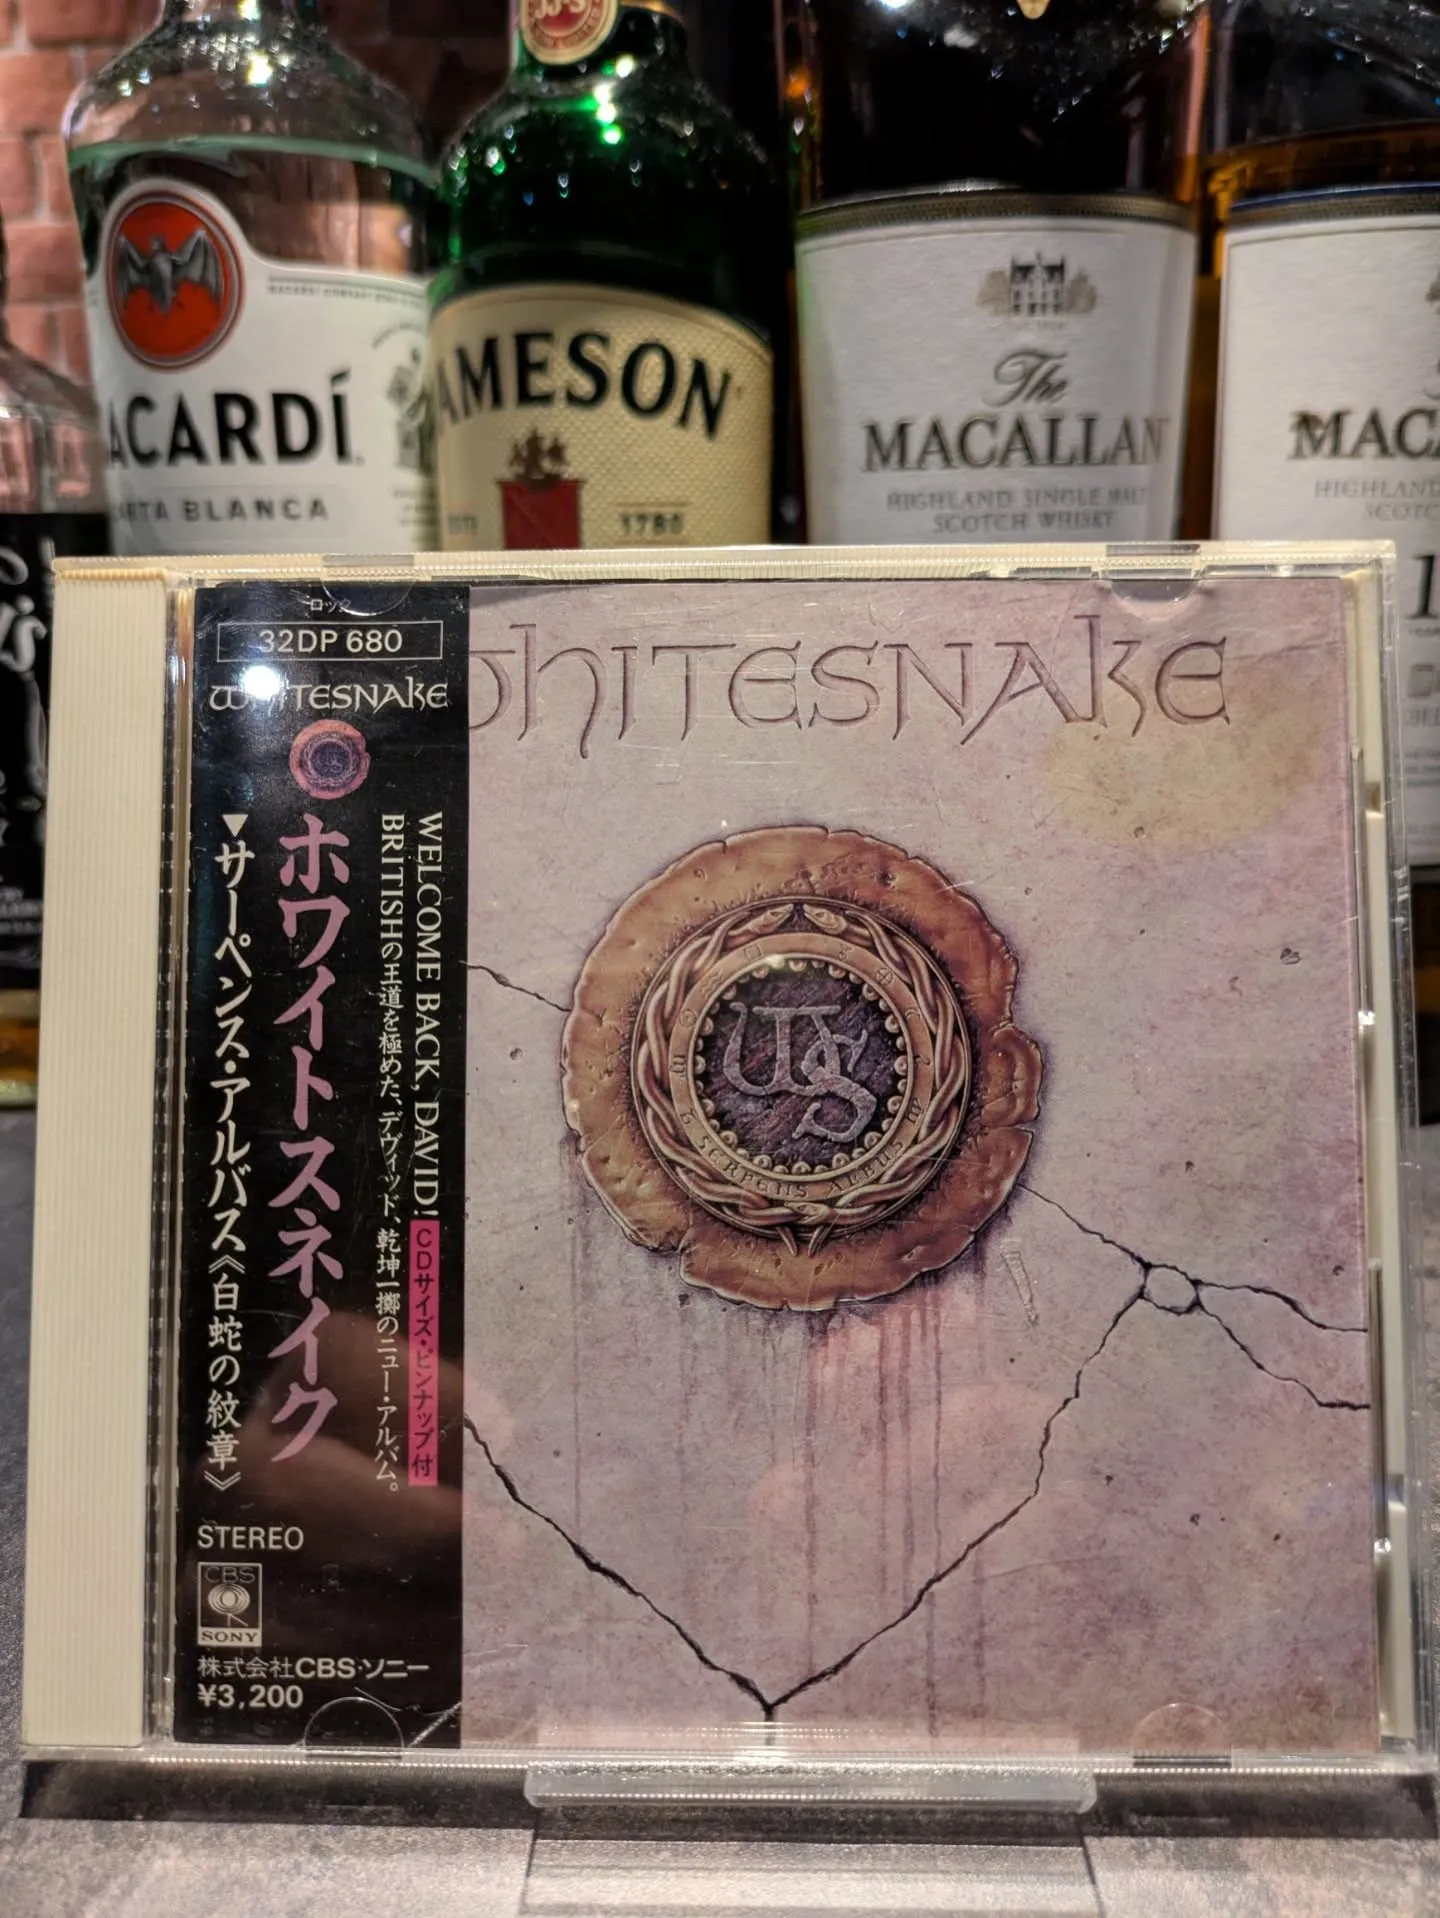 ACARDÍ
ARTA BLANCA
AMESON
1780
The
MACALLAN
HIGHLAND SINGLE MALT
SCOTCH WHISKY
MACA
HIGHLAND
SCOTC
ロック
32DP 680
WHITESNAKE
WELCOME BACK, DAVID!
CDサイズ・ピンナップ付
BRITISHの王道を極めた、デヴィッド、乾坤一擲のニュー・アルバム。
ホワイトスネイク
▼サーペンス・アルバス《白蛇の紋章》
STEREO
CBS
SONY
株式会社CBS・ソニー
¥3,200
WHITESNAKE
WS
SERPENS ALBUS